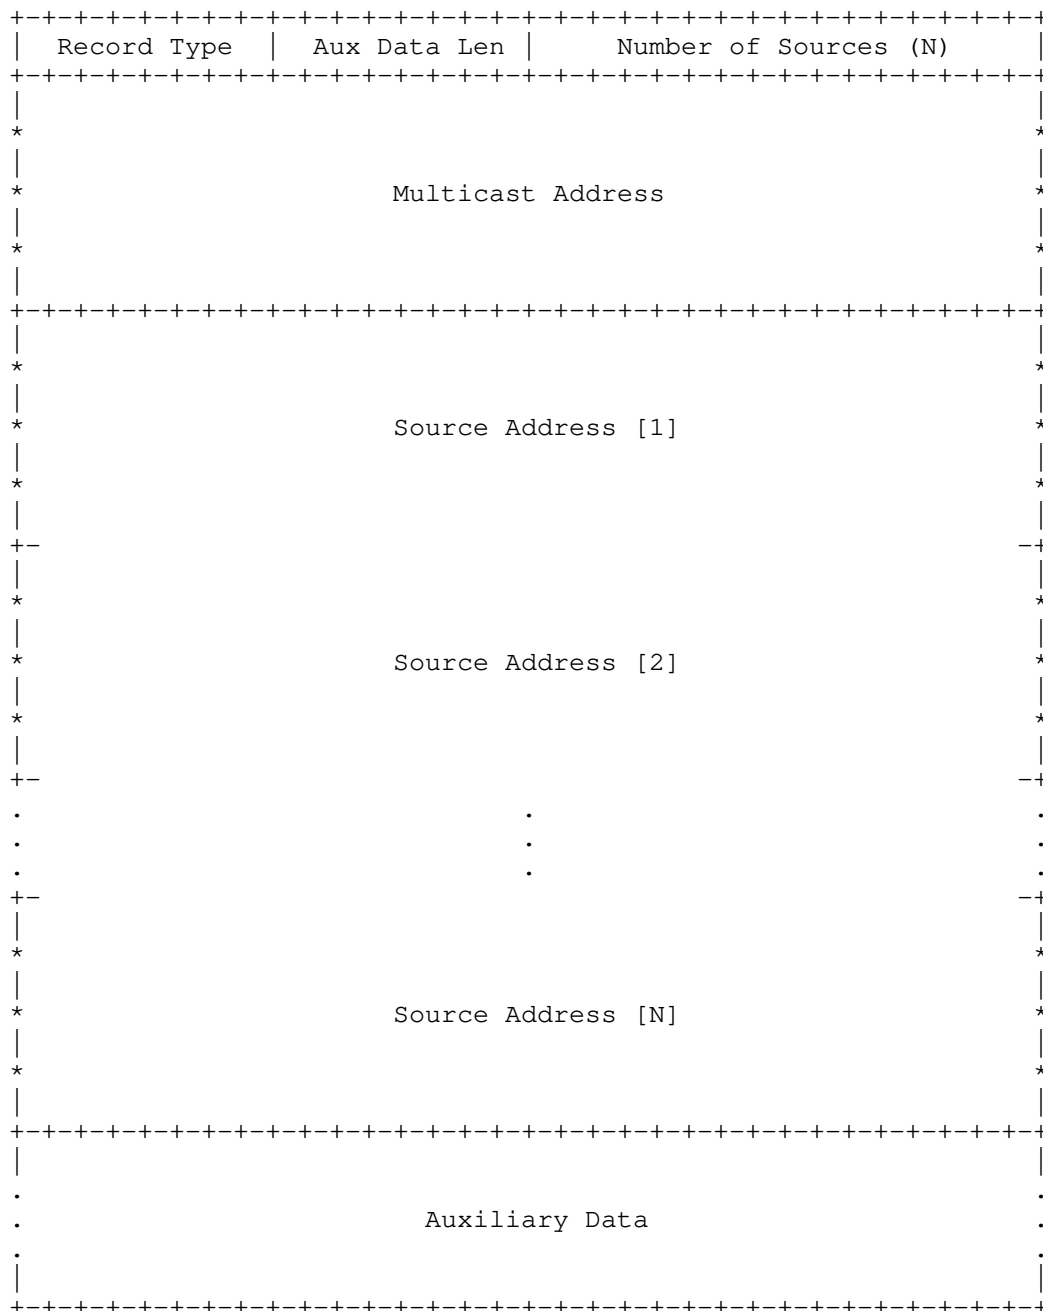 | Record Type | Aux Data Len | Number of Sources (N) |
Multicast Address
Source Address [1]
Source Address [2]
. . .
. . .
. . .
Source Address [N]
Auxiliary Data